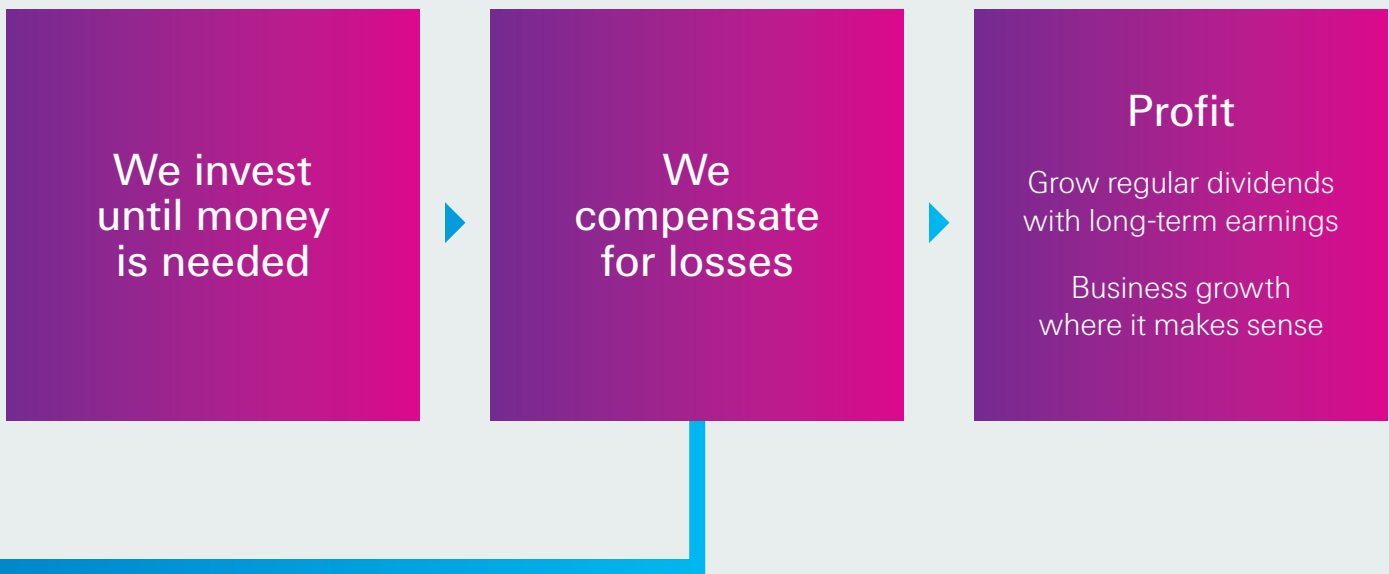 We invest
until money
is needed
We
compensate
for losses
Profit
Grow regular dividends
with long-term earnings
Business growth
where it makes sense